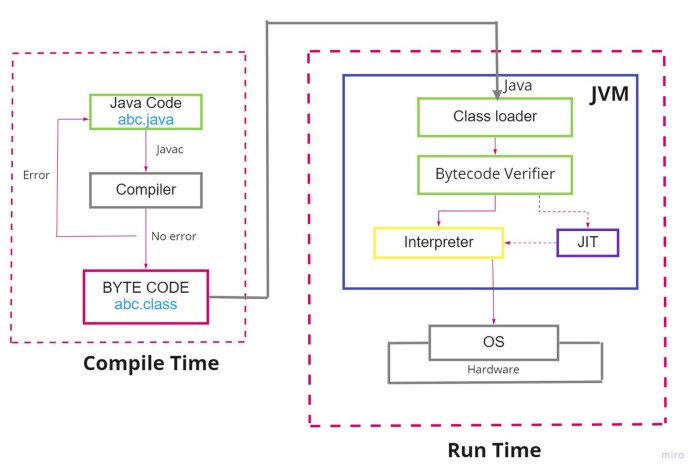 Java Code
abc.java
Javac
Error
Compiler
No error
BYTE CODE
abc.class
Compile Time
Java
JVM
Class loader
Bytecode Verifier
Interpreter
JIT
OS
Hardware
Run Time
miro